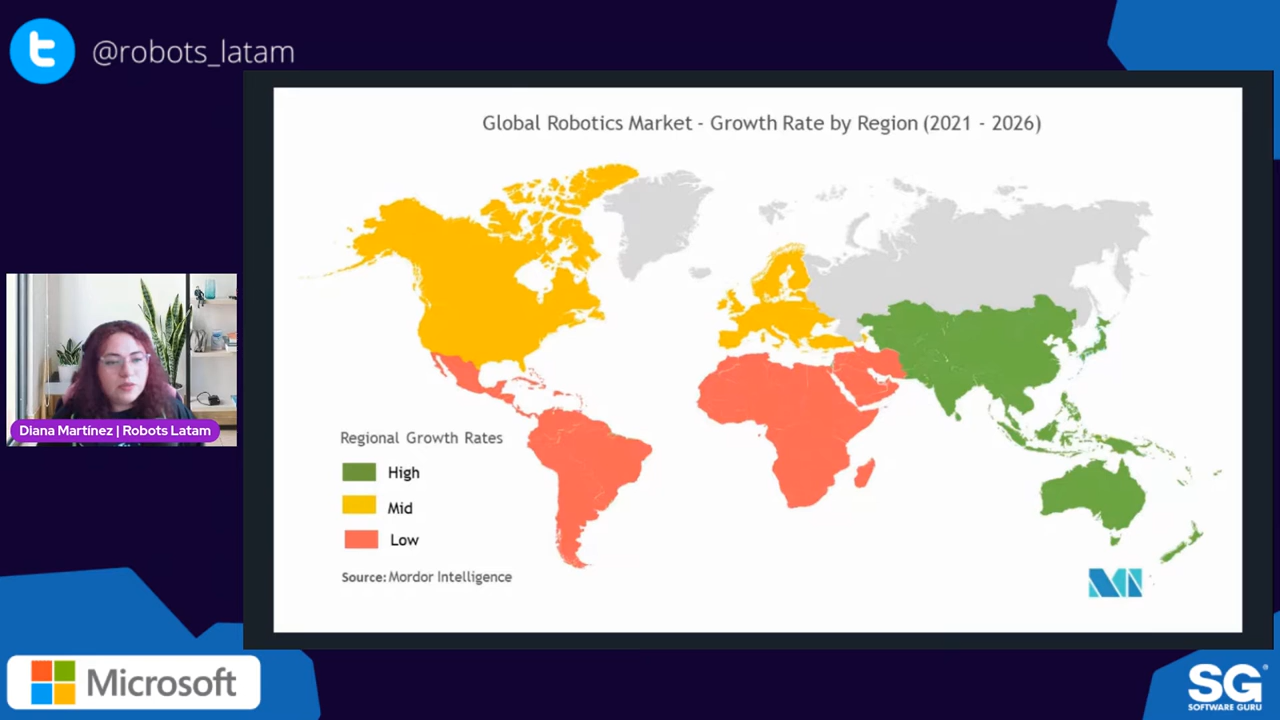 @robots_latam
Global Robotics Market - Growth Rate by Region (2021 - 2026)
Diana Martínez | Robots Latam
Regional Growth Rates
High
Mid
Low
Source: Mordor Intelligence
Microsoft
SG
SOFTWARE GURU